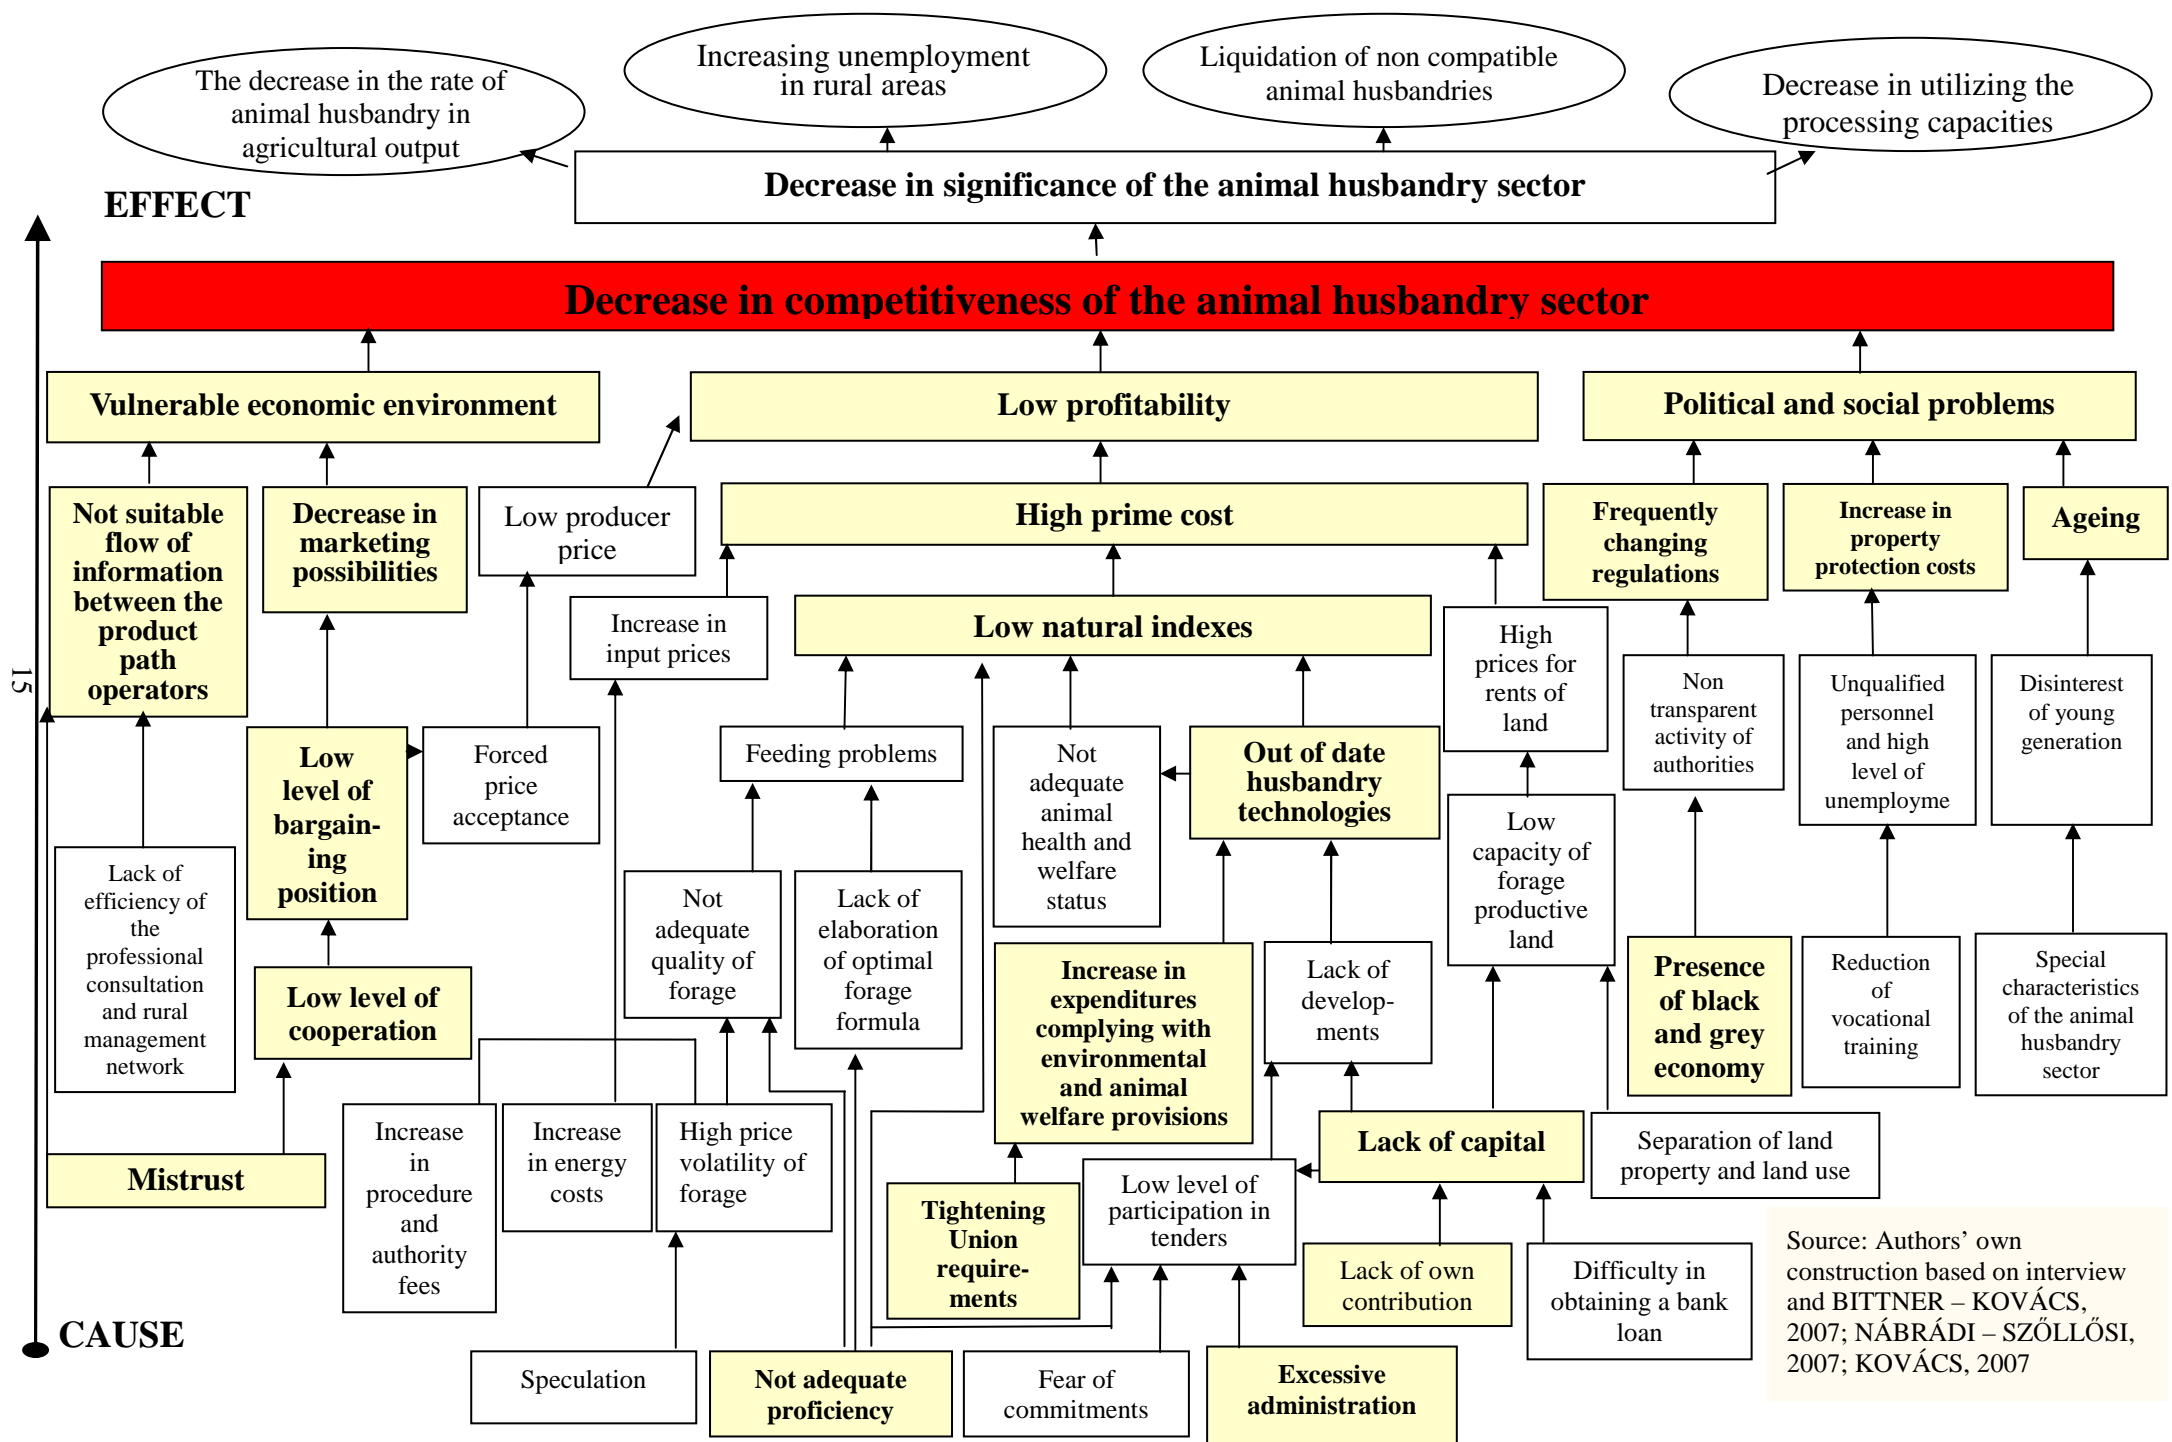 The decrease in the rate of
animal husbandry in
agricultural output
Increasing unemployment
in rural areas
Liquidation of non compatible
animal husbandries
Decrease in utilizing the
processing capacities
EFFECT
Decrease in significance of the animal husbandry sector
Decrease in competitiveness of the animal husbandry sector
Vulnerable economic environment
Low profitability
Political and social problems
Not suitable
flow of
information
between the
product
path
operators
Decrease in
marketing
possibilities
Low producer
price
High prime cost
Frequently
changing
regulations
Increase in
property
protection costs
Ageing
Increase in
input prices
Low natural indexes
High
prices for
rents of
land
Non
transparent
activity of
authorities
Unqualified
personnel
and high
level of
unemployme
Disinterest
of young
generation
15
Low
level of
bargain-
ing
position
Forced
price
acceptance
Feeding problems
Not
adequate
animal
health and
welfare
status
Out of date
husbandry
technologies
Low
capacity of
forage
productive
land
Lack of
efficiency of
the
professional
consultation
and rural
management
network
Not
adequate
quality of
forage
Lack of
elaboration
of optimal
forage
formula
Low level of
cooperation
Increase in
expenditures
complying with
environmental
and animal
welfare provisions
Lack of
develop-
ments
Presence
of black
and grey
economy
Reduction
of
vocational
training
Special
characteristics
of the animal
husbandry
sector
Mistrust
Increase
in
procedure
and
authority
fees
Increase
in energy
costs
High price
volatility of
forage
Lack of capital
Separation of land
property and land use
Tightening
Union
require-
ments
Low level of
participation in
tenders
Lack of own
contribution
Difficulty in
obtaining a bank
loan
Source: Authors’ own
construction based on interview
and BITTNER – KOVÁCS,
2007; NÁBRÁDI – SZŐLLŐSI,
2007; KOVÁCS, 2007
CAUSE
Speculation
Not adequate
proficiency
Fear of
commitments
Excessive
administration